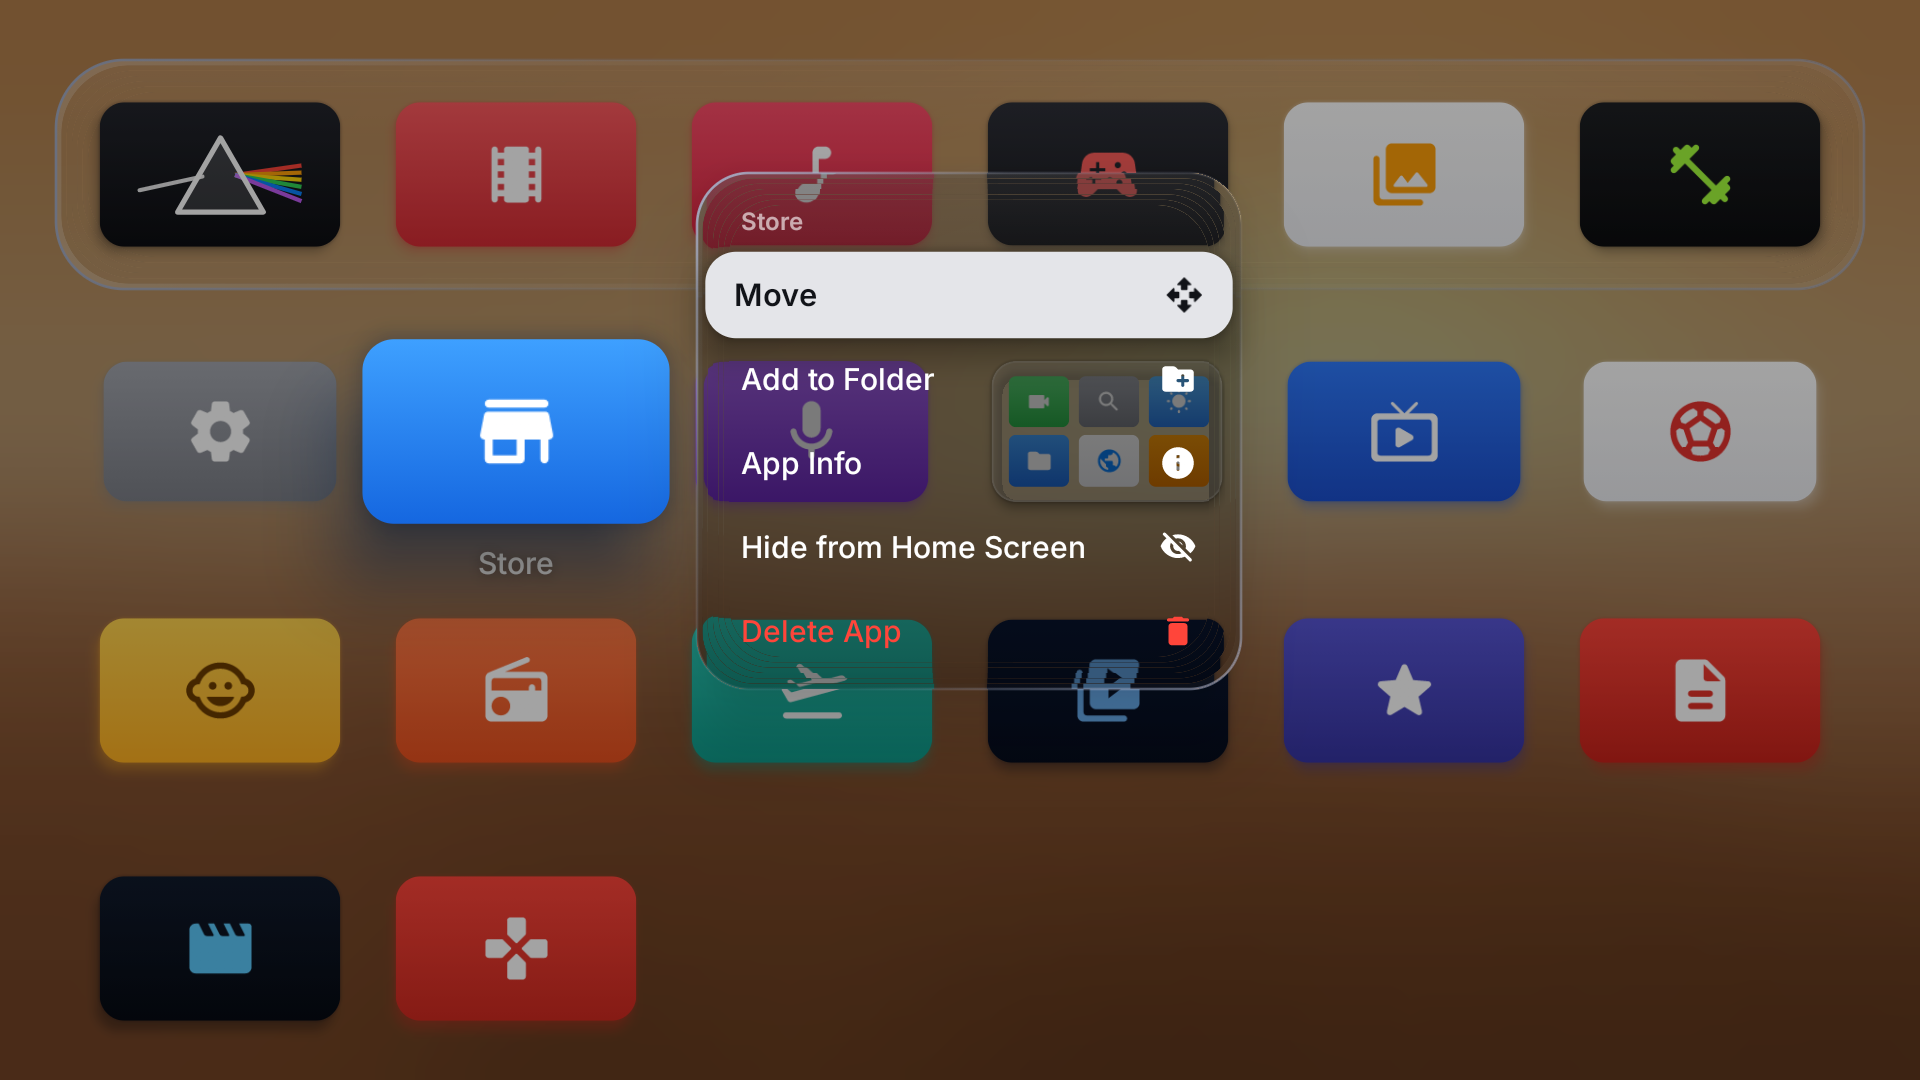 Store
Move
Add to Folder
App Info
Hide from Home Screen
Delete App
Store